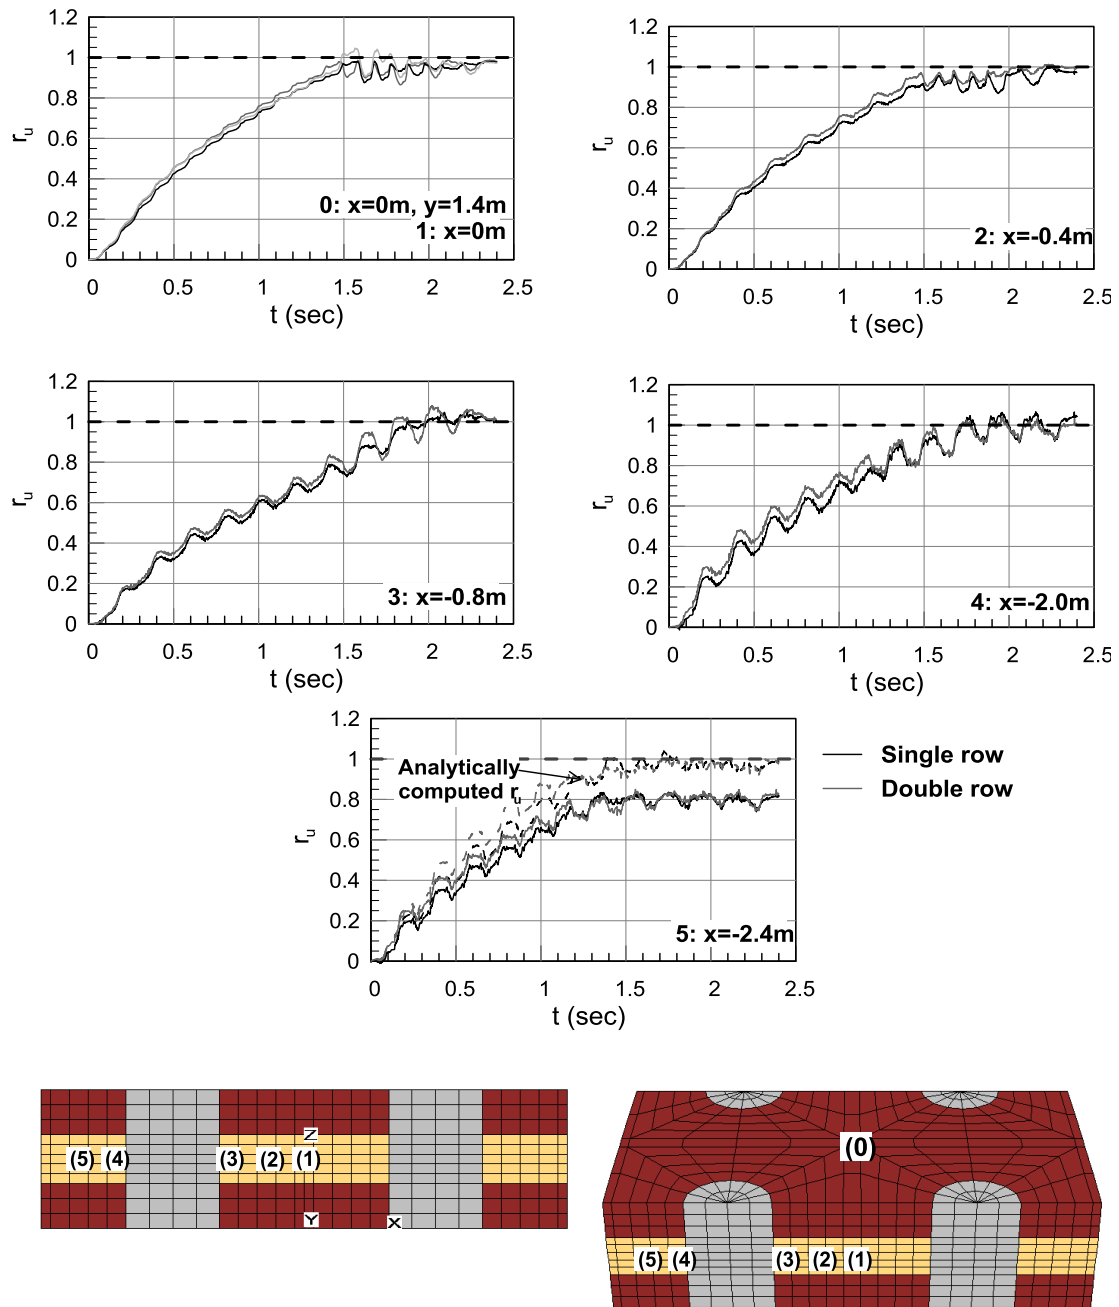 1.2
1
0.8
0.6
0.4
0.2
0
r_u
0: x=0m, y=1.4m
1: x=0m
0 0.5 1 1.5 2 2.5
t (sec)
1.2
1
0.8
0.6
0.4
0.2
0
r_u
2: x=-0.4m
0 0.5 1 1.5 2 2.5
t (sec)
1.2
1
0.8
0.6
0.4
0.2
0
r_u
3: x=-0.8m
0 0.5 1 1.5 2 2.5
t (sec)
1.2
1
0.8
0.6
0.4
0.2
0
r_u
4: x=-2.0m
0 0.5 1 1.5 2 2.5
t (sec)
1.2
1
0.8
0.6
0.4
0.2
0
r_u
Analytically
computed r_u
5: x=-2.4m
0 0.5 1 1.5 2 2.5
t (sec)
Single row
Double row
Z
(5) (4) (3) (2) (1)
Y X
(0)
(5) (4) (3) (2) (1)